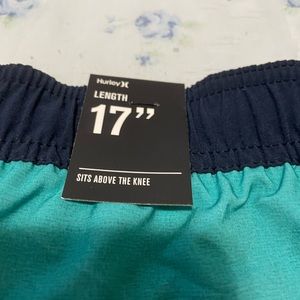 Hurley
LENGTH
17"
SITS ABOVE THE KNEE